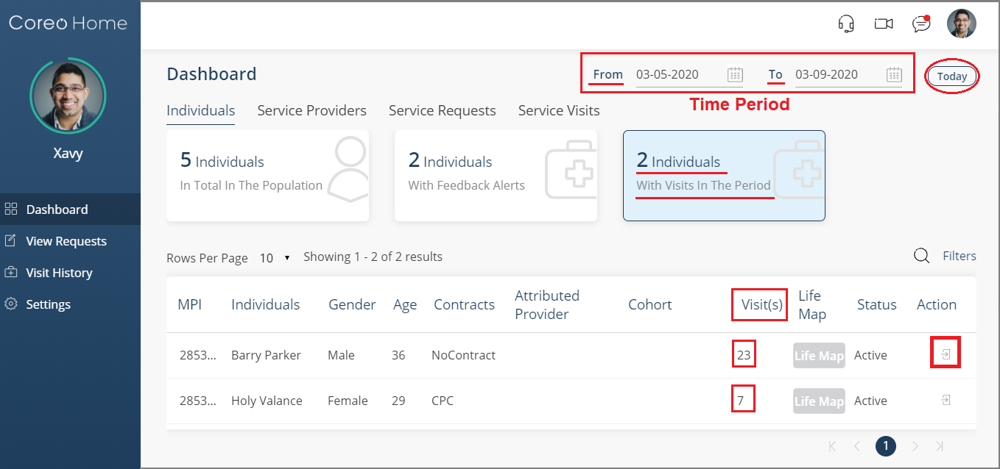 Coreo Home
Xavy
Dashboard
View Requests
Visit History
Settings
Dashboard
From 03-05-2020 To 03-09-2020 Today
Time Period
Individuals Service Providers Service Requests Service Visits
5 Individuals
In Total In The Population
2 Individuals
With Feedback Alerts
2 Individuals
With Visits In The Period
Rows Per Page 10 Showing 1 - 2 of 2 results Filters
MPI Individuals Gender Age Contracts Attributed Provider Cohort Visit(s) Life Map Status Action
2853... Barry Parker Male 36 NoContract 23 Life Map Active
2853... Holy Valance Female 29 CPC 7 Life Map Active
1